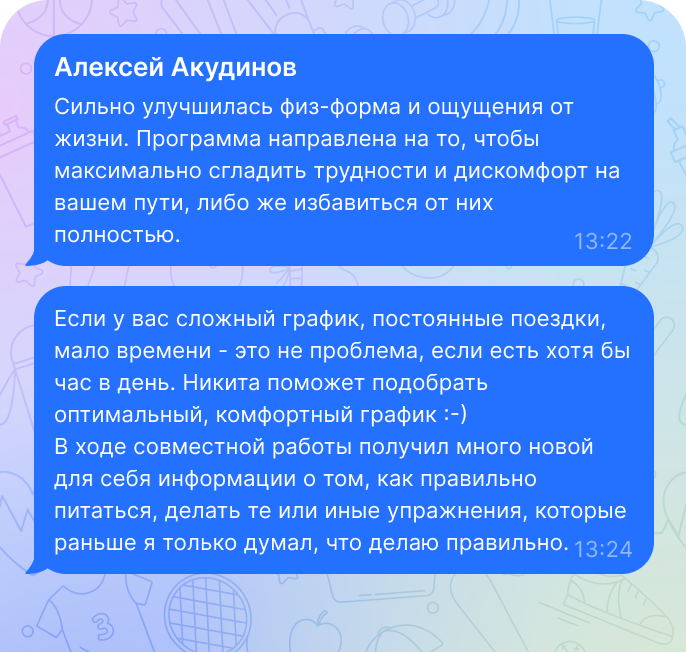 Алексей Акудинов
Сильно улучшилась физ-форма и ощущения от
жизни. Программа направлена на то, чтобы
максимально сгладить трудности и дискомфорт на
вашем пути, либо же избавиться от них
полностью.
13:22
Если у вас сложный график, постоянные поездки,
мало времени - это не проблема, если есть хотя бы
час в день. Никита поможет подобрать
оптимальный, комфортный график :-)
В ходе совместной работы получил много новой
для себя информации о том, как правильно
питаться, делать те или иные упражнения, которые
раньше я только думал, что делаю правильно.
13:24